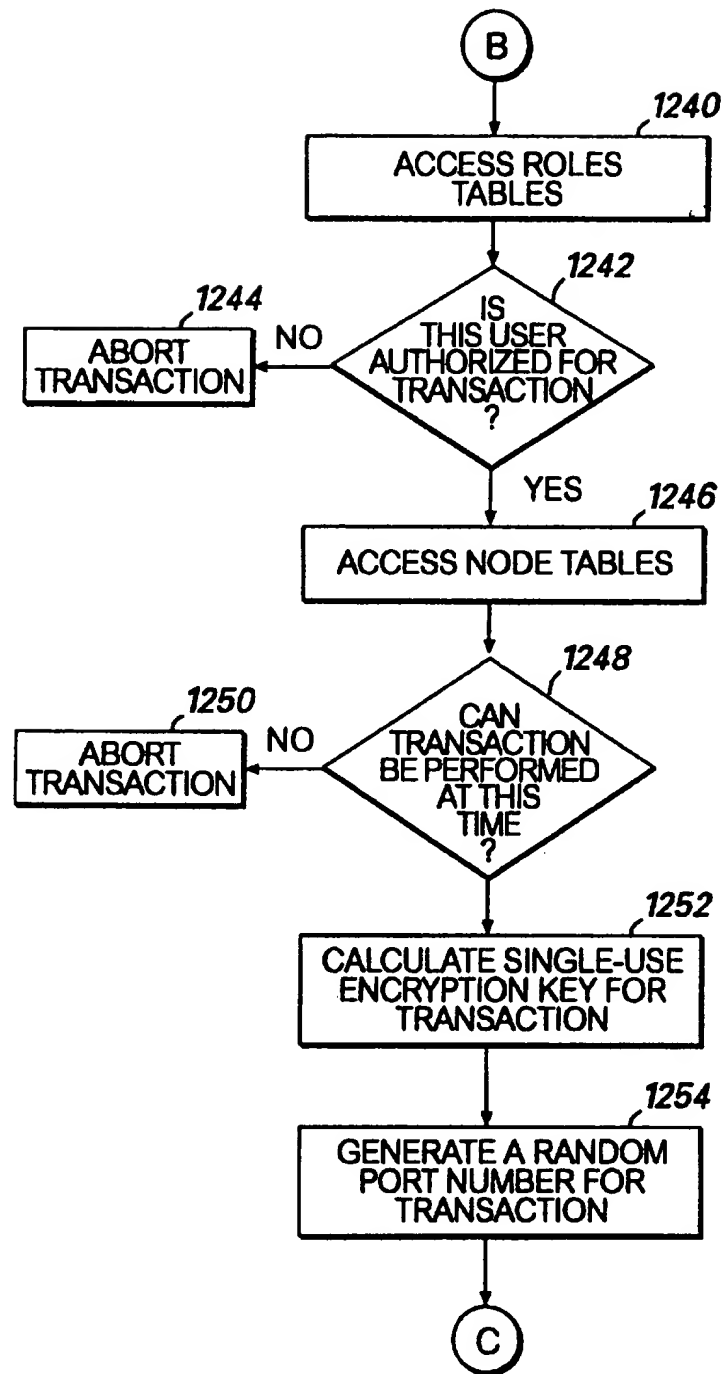 B
1240
ACCESS ROLES
TABLES
1242
IS
THIS USER
AUTHORIZED FOR
TRANSACTION
?
1244
ABORT
TRANSACTION
NO
YES
1246
ACCESS NODE TABLES
1248
CAN
TRANSACTION
BE PERFORMED
AT THIS
TIME
?
1250
ABORT
TRANSACTION
NO
1252
CALCULATE SINGLE-USE
ENCRYPTION KEY FOR
TRANSACTION
1254
GENERATE A RANDOM
PORT NUMBER FOR
TRANSACTION
C